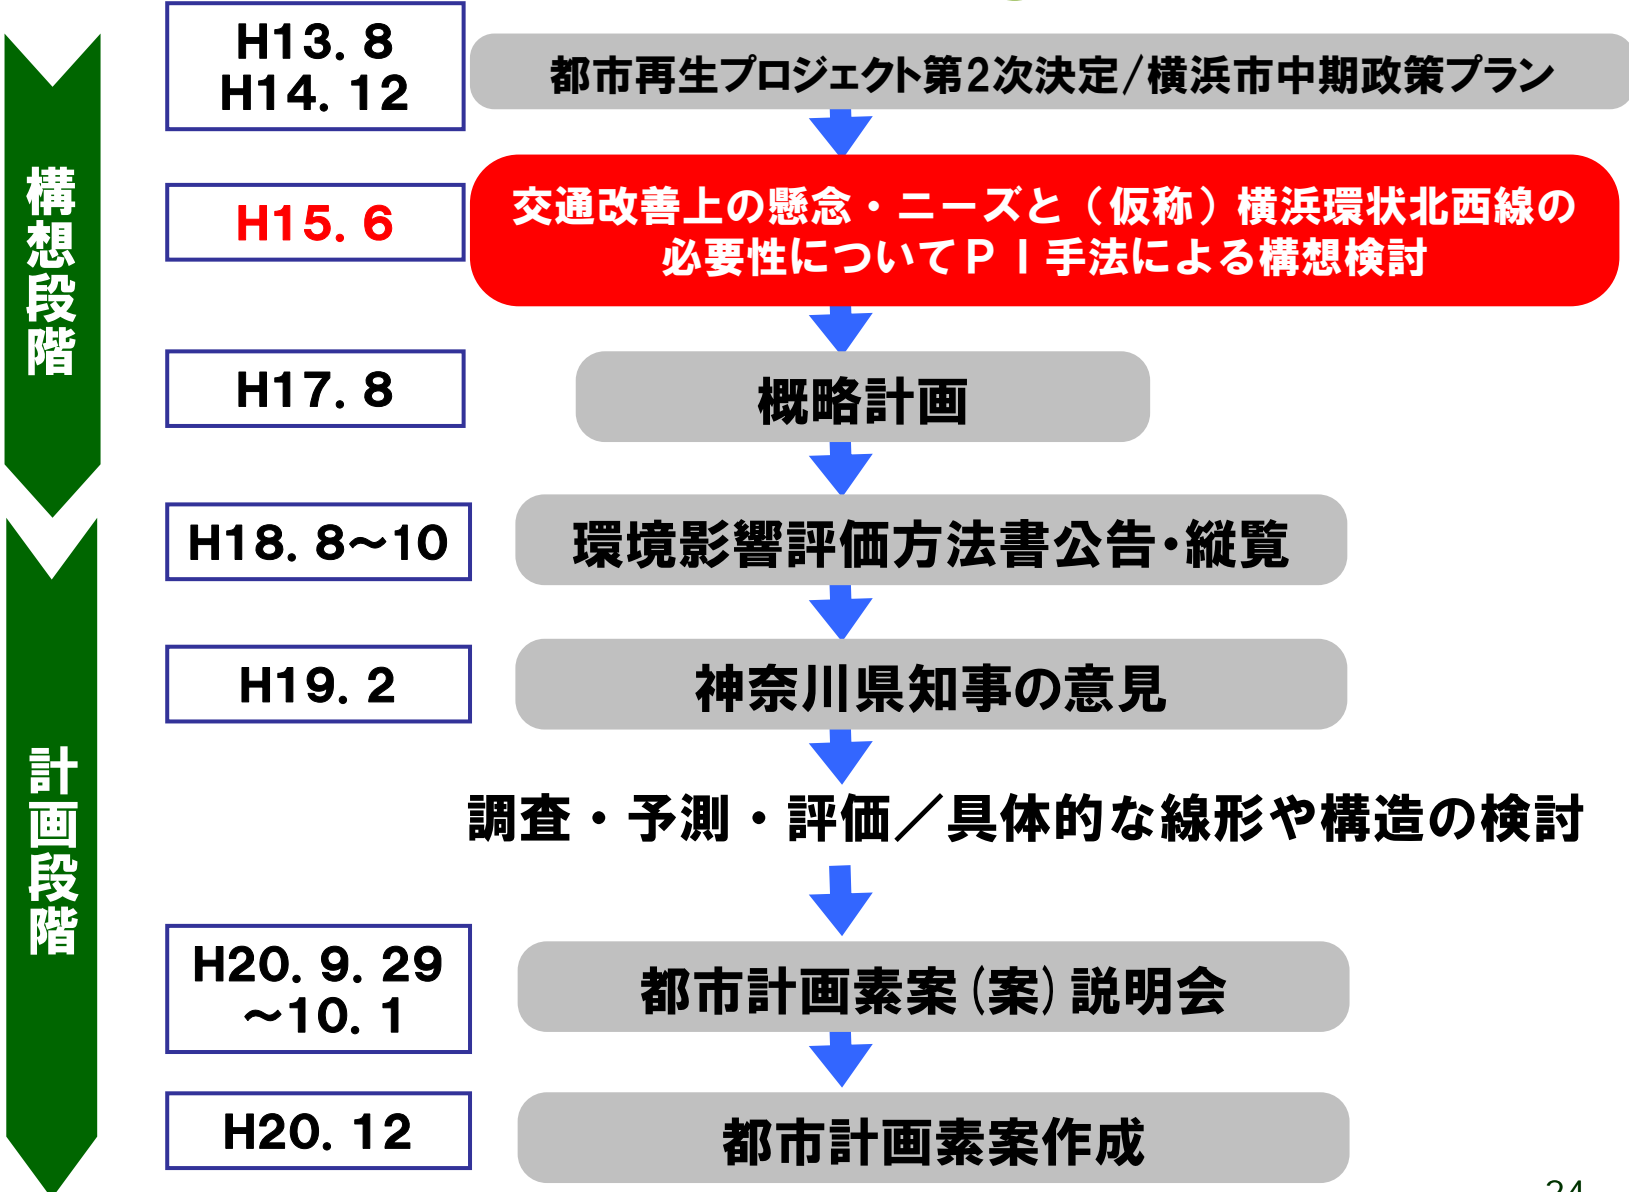 構想段階
H13. 8
H14. 12
都市再生プロジェクト第2次決定/横浜市中期政策プラン
H15. 6
交通改善上の懸念・ニーズと（仮称）横浜環状北西線の
必要性についてＰＩ手法による構想検討
H17. 8
概略計画
計画段階
H18. 8～10
環境影響評価方法書公告・縦覧
H19. 2
神奈川県知事の意見
調査・予測・評価／具体的な線形や構造の検討
H20. 9. 29
～10. 1
都市計画素案(案)説明会
H20. 12
都市計画素案作成
24